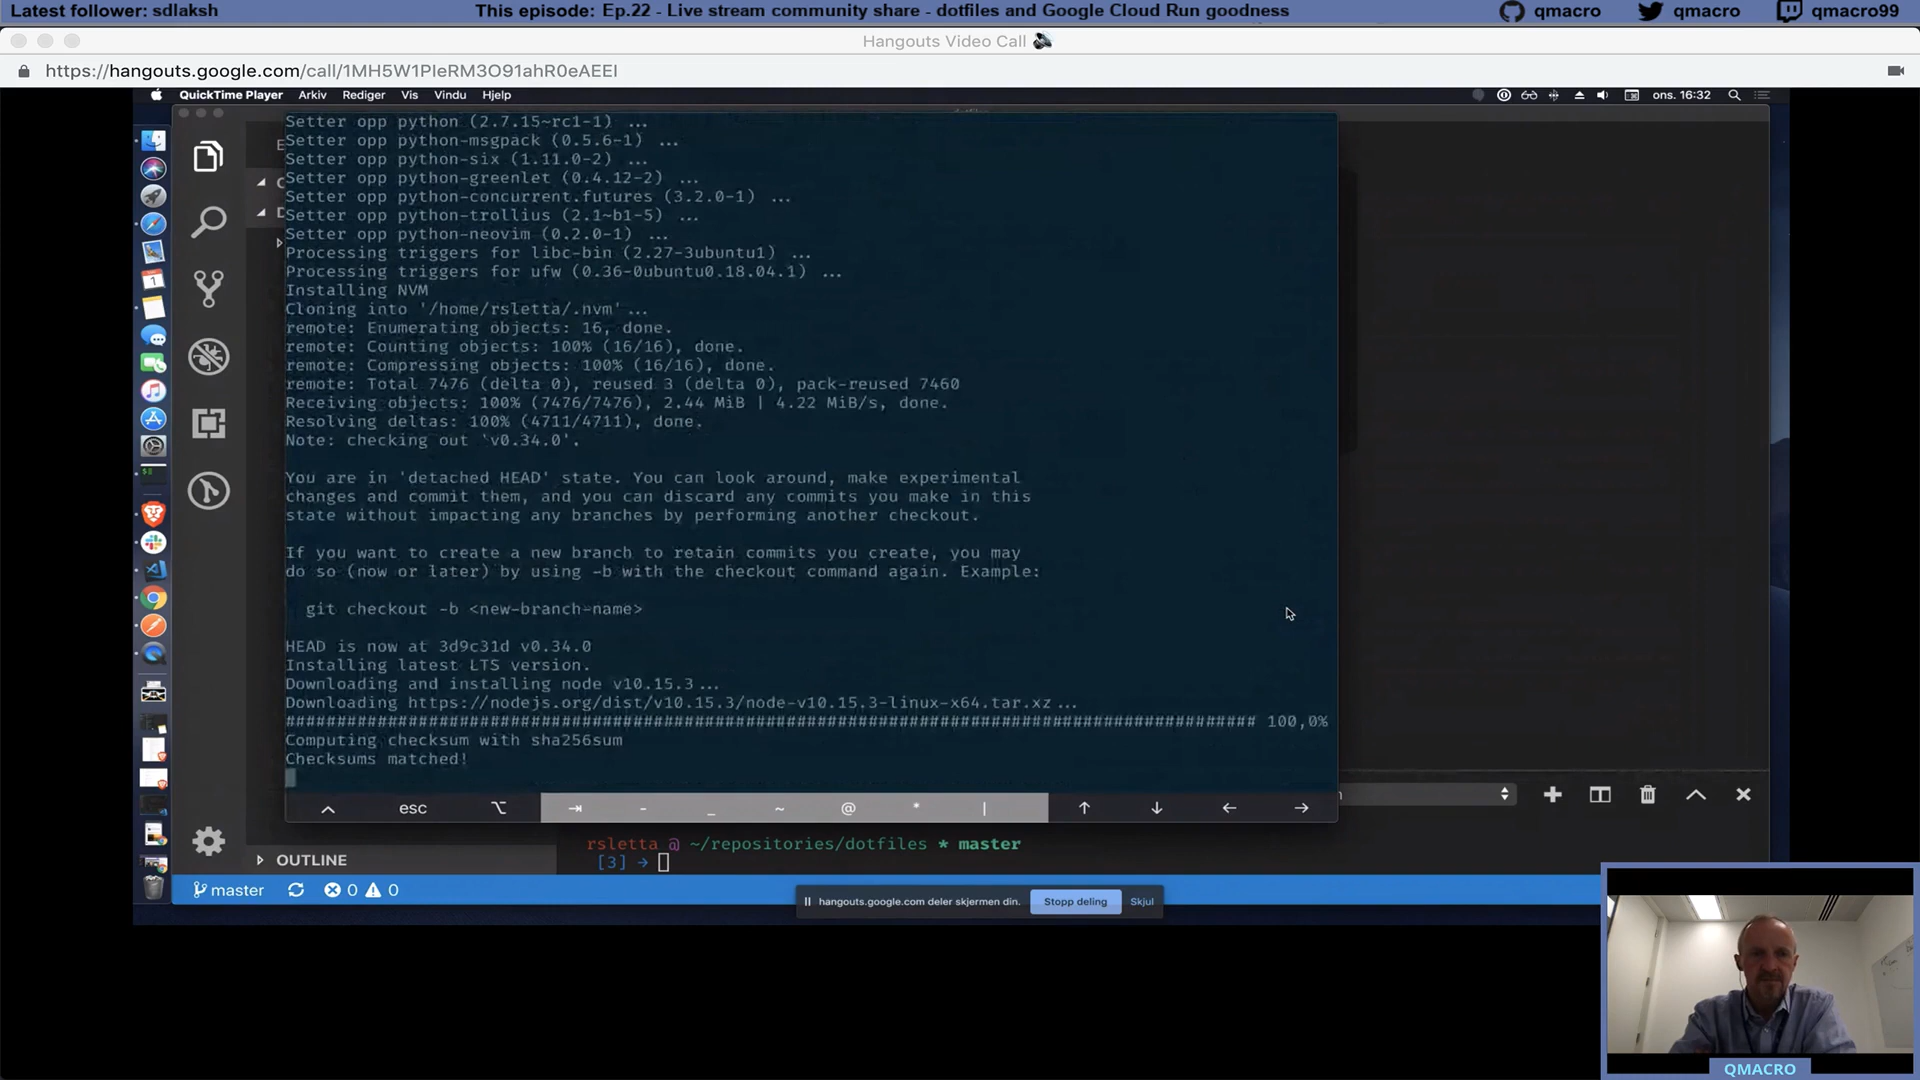 Latest follower: sdlaksh
This episode: Ep.22 - Live stream community share - dotfiles and Google Cloud Run goodness
qmacro qmacro qmacro99
Hangouts Video Call
https://hangouts.google.com/call/1MH5W1PIeRM3O91ahR0eAEEI
QuickTime Player Arkiv Rediger Vis Vindu Hjelp
ons. 16:32
Setter opp python (2.7.15~rc1-1) ...
Setter opp python-msgpack (0.5.6-1) ...
Setter opp python-six (1.11.0-2) ...
Setter opp python-greenlet (0.4.12-2) ...
Setter opp python-concurrent.futures (3.2.0-1) ...
Setter opp python-trollius (2.1~b1-5) ...
Setter opp python-neovim (0.2.0-1) ...
Processing triggers for libc-bin (2.27-3ubuntu1) ...
Processing triggers for ufw (0.36-0ubuntu0.18.04.1) ...
Installing NVM
Cloning into '/home/rsletta/.nvm'...
remote: Enumerating objects: 16, done.
remote: Counting objects: 100% (16/16), done.
remote: Compressing objects: 100% (16/16), done.
remote: Total 7476 (delta 0), reused 3 (delta 0), pack-reused 7460
Receiving objects: 100% (7476/7476), 2.44 MiB | 4.22 MiB/s, done.
Resolving deltas: 100% (4711/4711), done.
Note: checking out 'v0.34.0'.
You are in 'detached HEAD' state. You can look around, make experimental
changes and commit them, and you can discard any commits you make in this
state without impacting any branches by performing another checkout.
If you want to create a new branch to retain commits you create, you may
do so (now or later) by using -b with the checkout command again. Example:
git checkout -b <new-branch-name>
HEAD is now at 3d9c31d v0.34.0
Installing latest LTS version.
Downloading and installing node v10.15.3...
Downloading https://nodejs.org/dist/v10.15.3/node-v10.15.3-linux-x64.tar.xz...
############################################################################################### 100,0%
Computing checksum with sha256sum
Checksums matched!
esc ⌥ ⇥ - _ ~ @ * | ↑ ↓ ← →
rsletta @ ~/repositories/dotfiles * master
[3] →
OUTLINE
master 0 0
hangouts.google.com deler skjermen din. Stopp deling Skjul
QMACRO